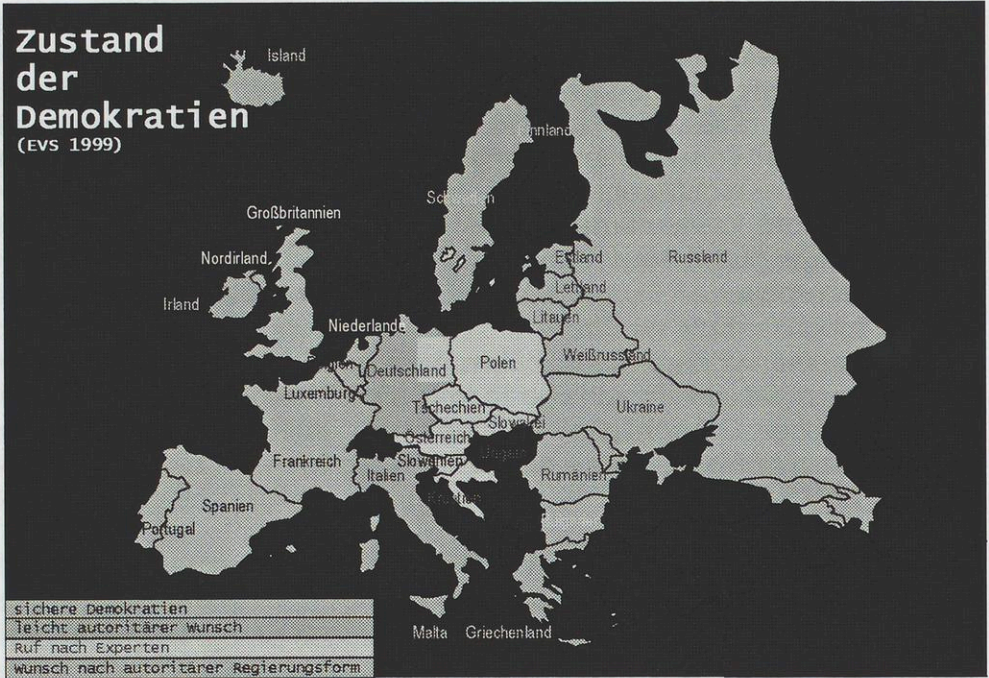 Zustand
der
Demokratien
(EVS 1999)
Island
Großbritannien
Nordirland
Irland
Russland
Estland
Lettland
Litauen
Niederlande
Deutschland
Polen
Weißrussland
Luxemburg
Tschechien
Ukraine
Slowakei
Österreich
Frankreich
Slowenien
Italien
Rumänien
Spanien
Portugal
Malta
Griechenland
sichere Demokratien
leicht autoritärer Wunsch
Ruf nach Experten
Wunsch nach autoritärer Regierungsform